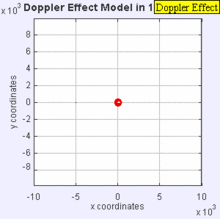 x 10³ Doppler Effect Model in 1 Doppler Effect
8
6
4
2
0
-2
-4
-6
-8
y coordinates
-10 -5 0 5 10
x coordinates
x 10³